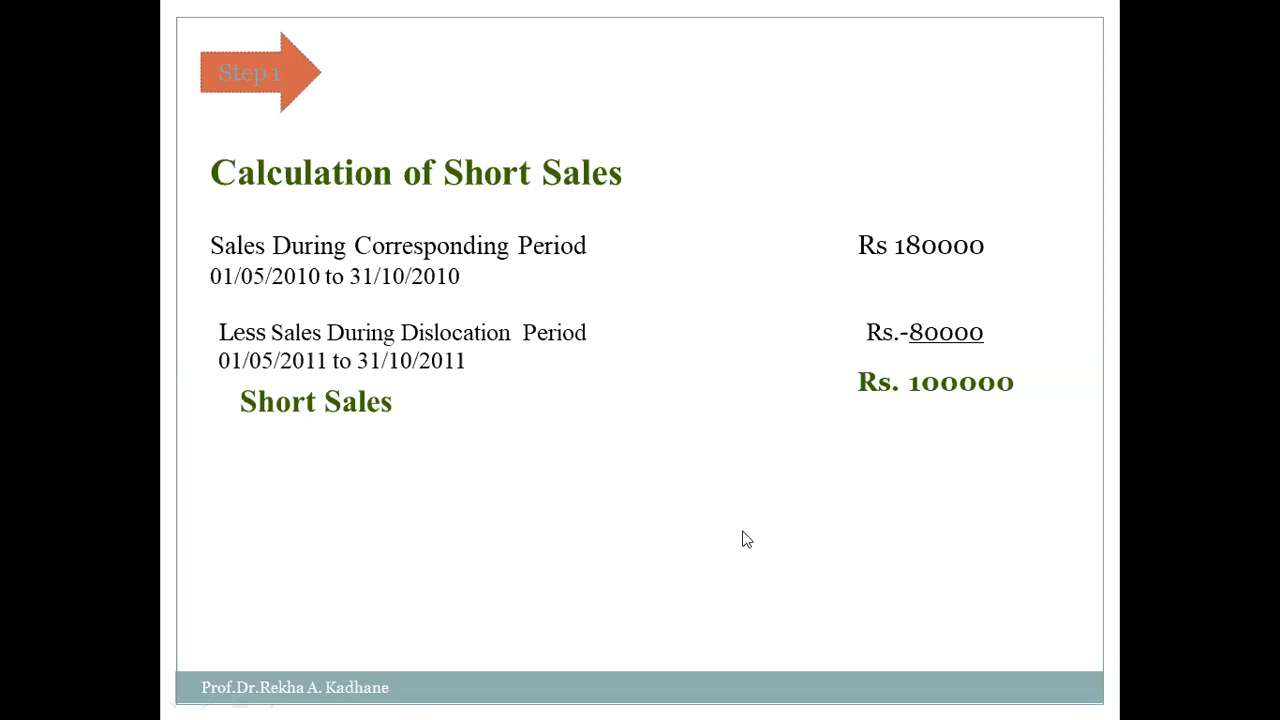 Step 1
Calculation of Short Sales
Sales During Corresponding Period Rs 180000
01/05/2010 to 31/10/2010
Less Sales During Dislocation Period Rs.-80000
01/05/2011 to 31/10/2011
Short Sales Rs. 100000
Prof.Dr.Rekha A. Kadhane